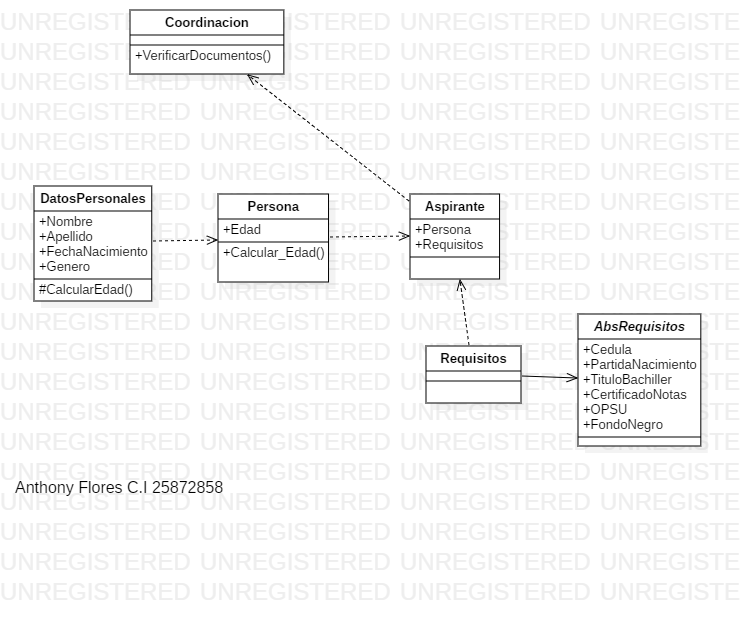 Coordinacion
+VerificarDocumentos()
DatosPersonales
+Nombre
+Apellido
+FechaNacimiento
+Genero
#CalcularEdad()
Persona
+Edad
+Calcular_Edad()
Aspirante
+Persona
+Requisitos
Requisitos
AbsRequisitos
+Cedula
+PartidaNacimiento
+TituloBachiller
+CertificadoNotas
+OPSU
+FondoNegro
Anthony Flores C.I 25872858
UNREGISTERED UNREGISTERED UNREGISTERED UNREGISTE